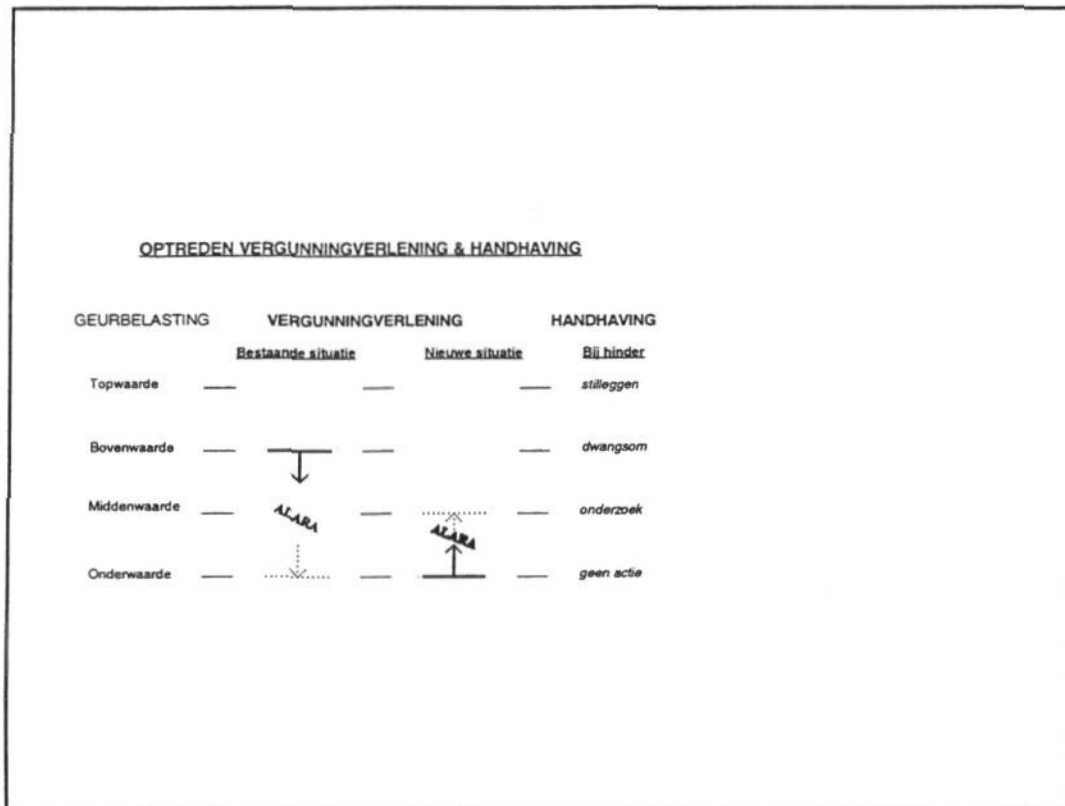 OPTREDEN VERGUNNINGVERLENING & HANDHAVING
GEURBELASTING VERGUNNINGVERLENING HANDHAVING
Bestaande situatie Nieuwe situatie Bij hinder
Topwaarde stilleggen
Bovenwaarde dwangsom
Middenwaarde ALARA onderzoek
ALARA
Onderwaarde geen actie